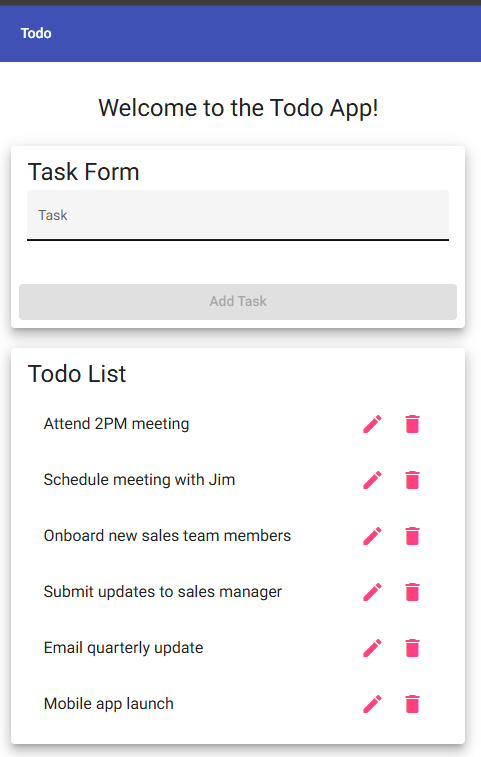 Todo
Welcome to the Todo App!
Task Form
Task
Add Task
Todo List
Attend 2PM meeting
Schedule meeting with Jim
Onboard new sales team members
Submit updates to sales manager
Email quarterly update
Mobile app launch